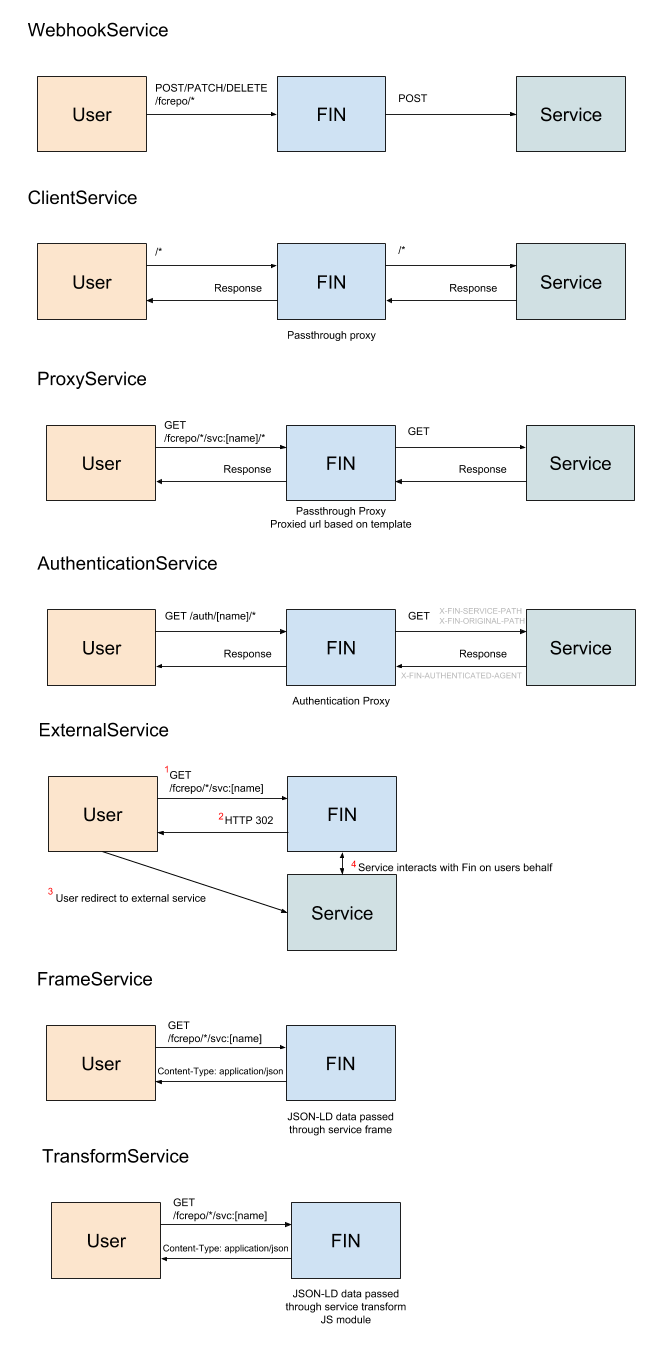 WebhookService
POST/PATCH/DELETE
/fcrepo/*
POST
User
FIN
Service
ClientService
/*
/*
User
FIN
Service
Response
Response
Passthrough proxy
ProxyService
GET
/fcrepo/*/svc:[name]/*
GET
User
FIN
Service
Response
Response
Passthrough Proxy
Proxied url based on template
AuthenticationService
GET /auth/[name]/*
GET
X-FIN-SERVICE-PATH
X-FIN-ORIGINAL-PATH
User
FIN
Service
Response
Response
X-FIN-AUTHENTICATED-AGENT
Authentication Proxy
ExternalService
1
GET
/fcrepo/*/svc:[name]
User
FIN
2 HTTP 302
4 Service interacts with Fin on users behalf
3 User redirect to external service
Service
FrameService
GET
/fcrepo/*/svc:[name]
User
FIN
Content-Type: application/json
JSON-LD data passed
through service frame
TransformService
GET
/fcrepo/*/svc:[name]
User
FIN
Content-Type: application/json
JSON-LD data passed
through service transform
JS module